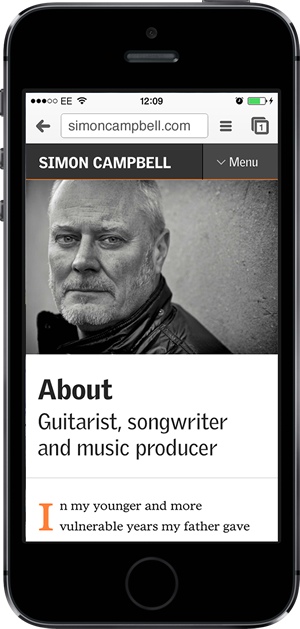 EE 12:09
simoncampbell.com 1
SIMON CAMPBELL Menu
About
Guitarist, songwriter
and music producer
In my younger and more
vulnerable years my father gave